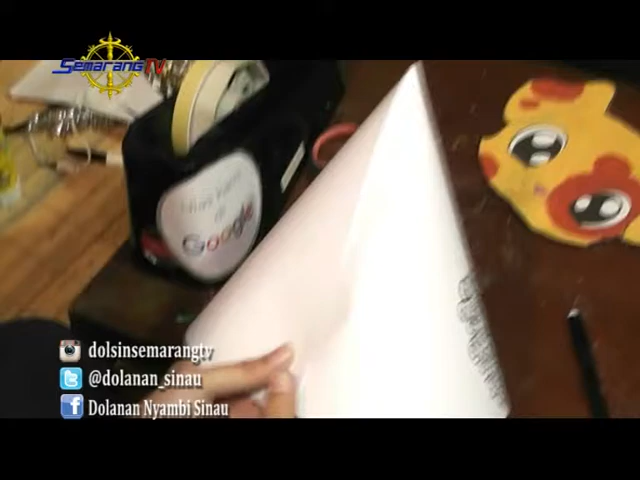 SemarangTV
Google
dolsinsemarangtv
@dolanan_sinau
Dolanan Nyambi Sinau